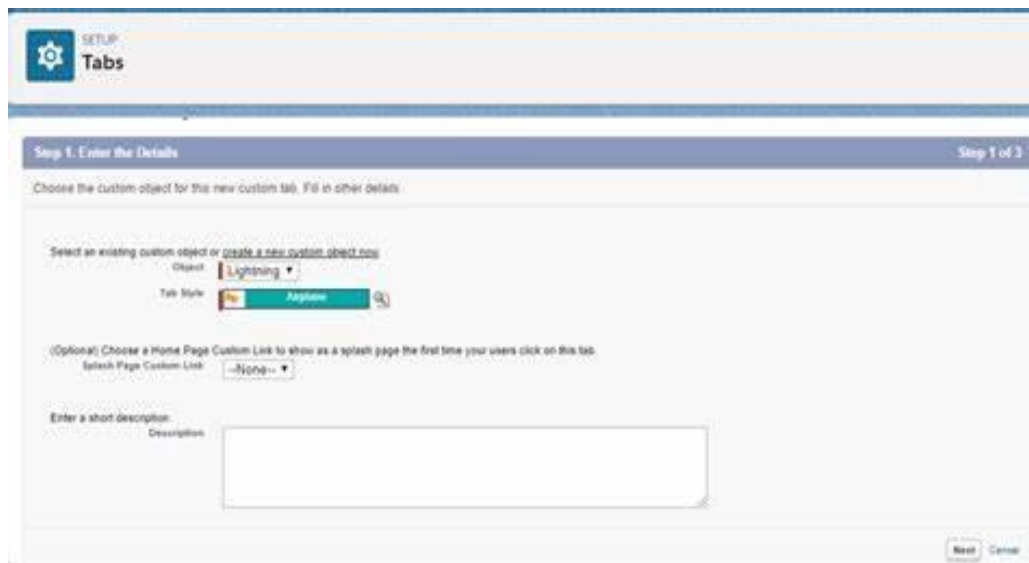 SETUP
Tabs
Step 1. Enter the Details
Step 1 of 3
Choose the custom object for this new custom tab. Fill in other details.
Select an existing custom object or create a new custom object now.
Object
Lightning
Tab Style
Airplane
(Optional) Choose a Home Page Custom Link to show as a splash page the first time your users click on this tab.
Splash Page Custom Link
--None--
Enter a short description.
Description
Next
Cancel